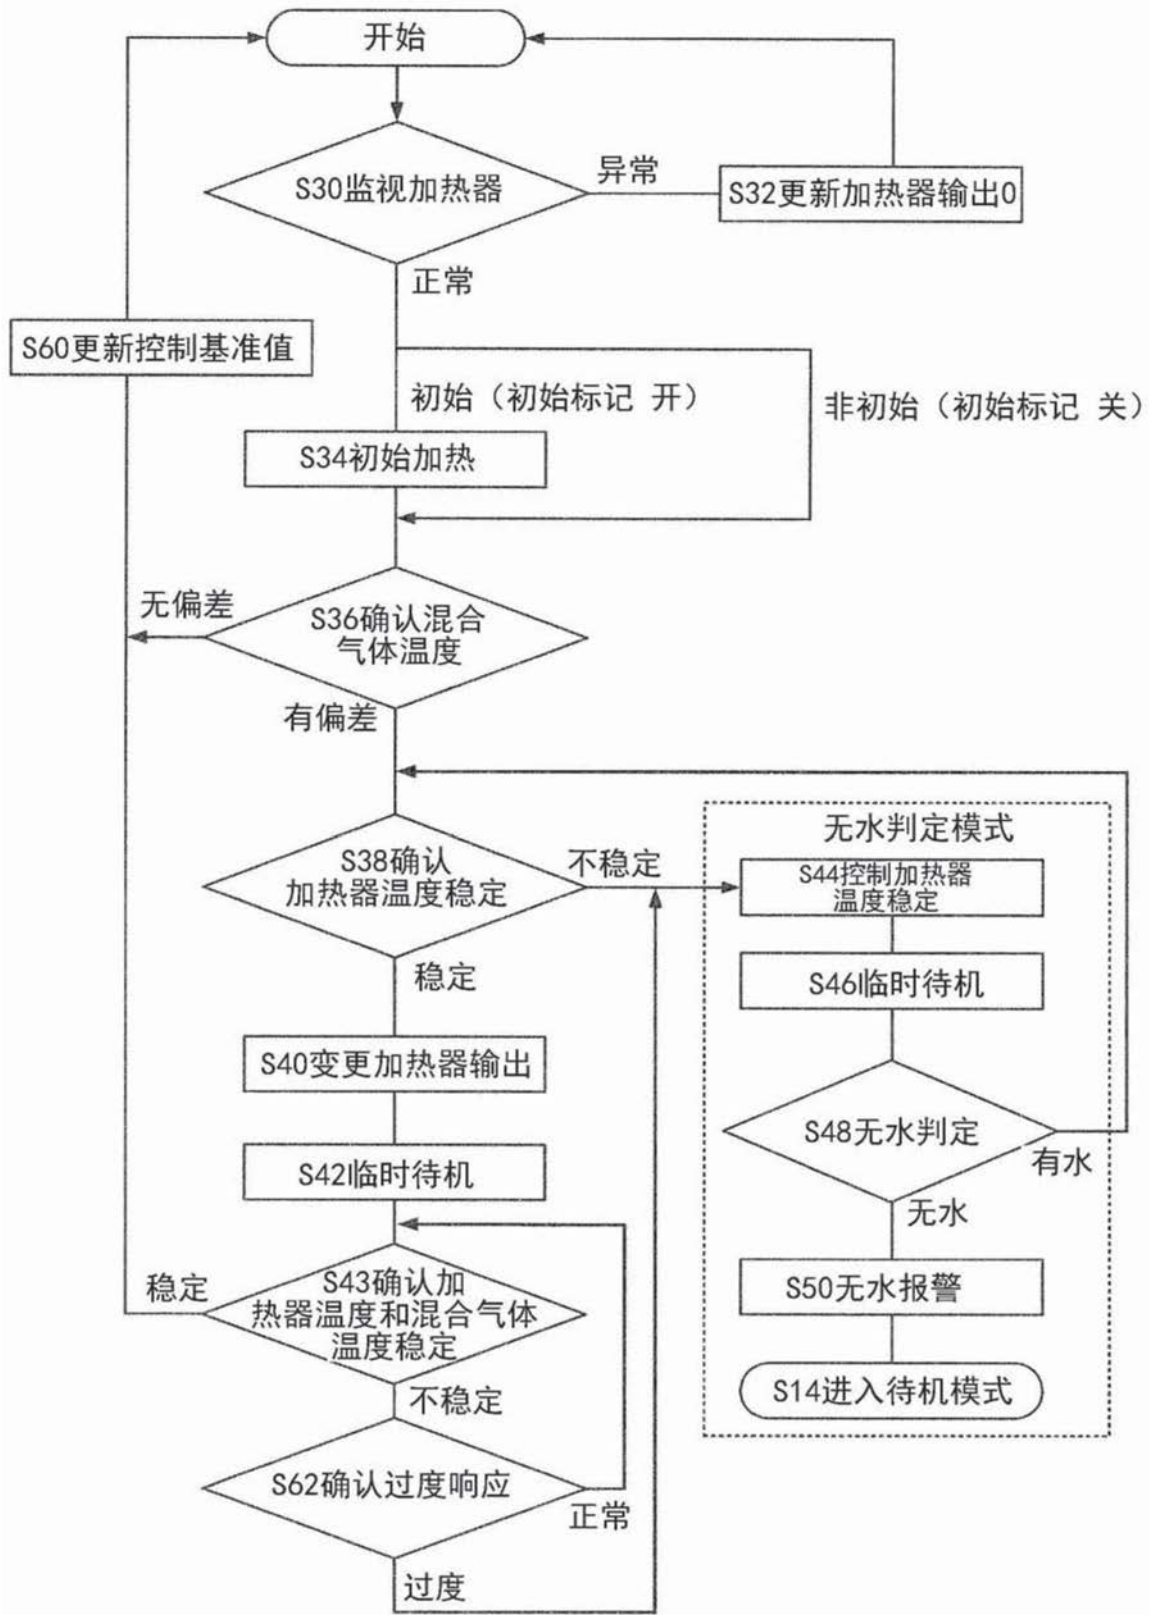 开始
S30监视加热器
异常
S32更新加热器输出0
正常
S60更新控制基准值
初始（初始标记 开）
非初始（初始标记 关）
S34初始加热
无偏差
S36确认混合
气体温度
有偏差
无水判定模式
S38确认
加热器温度稳定
不稳定
S44控制加热器
温度稳定
稳定
S46临时待机
S40变更加热器输出
S48无水判定
有水
S42临时待机
无水
稳定
S43确认加
热器温度和混合气体
温度稳定
S50无水报警
不稳定
S14进入待机模式
S62确认过度响应
正常
过度